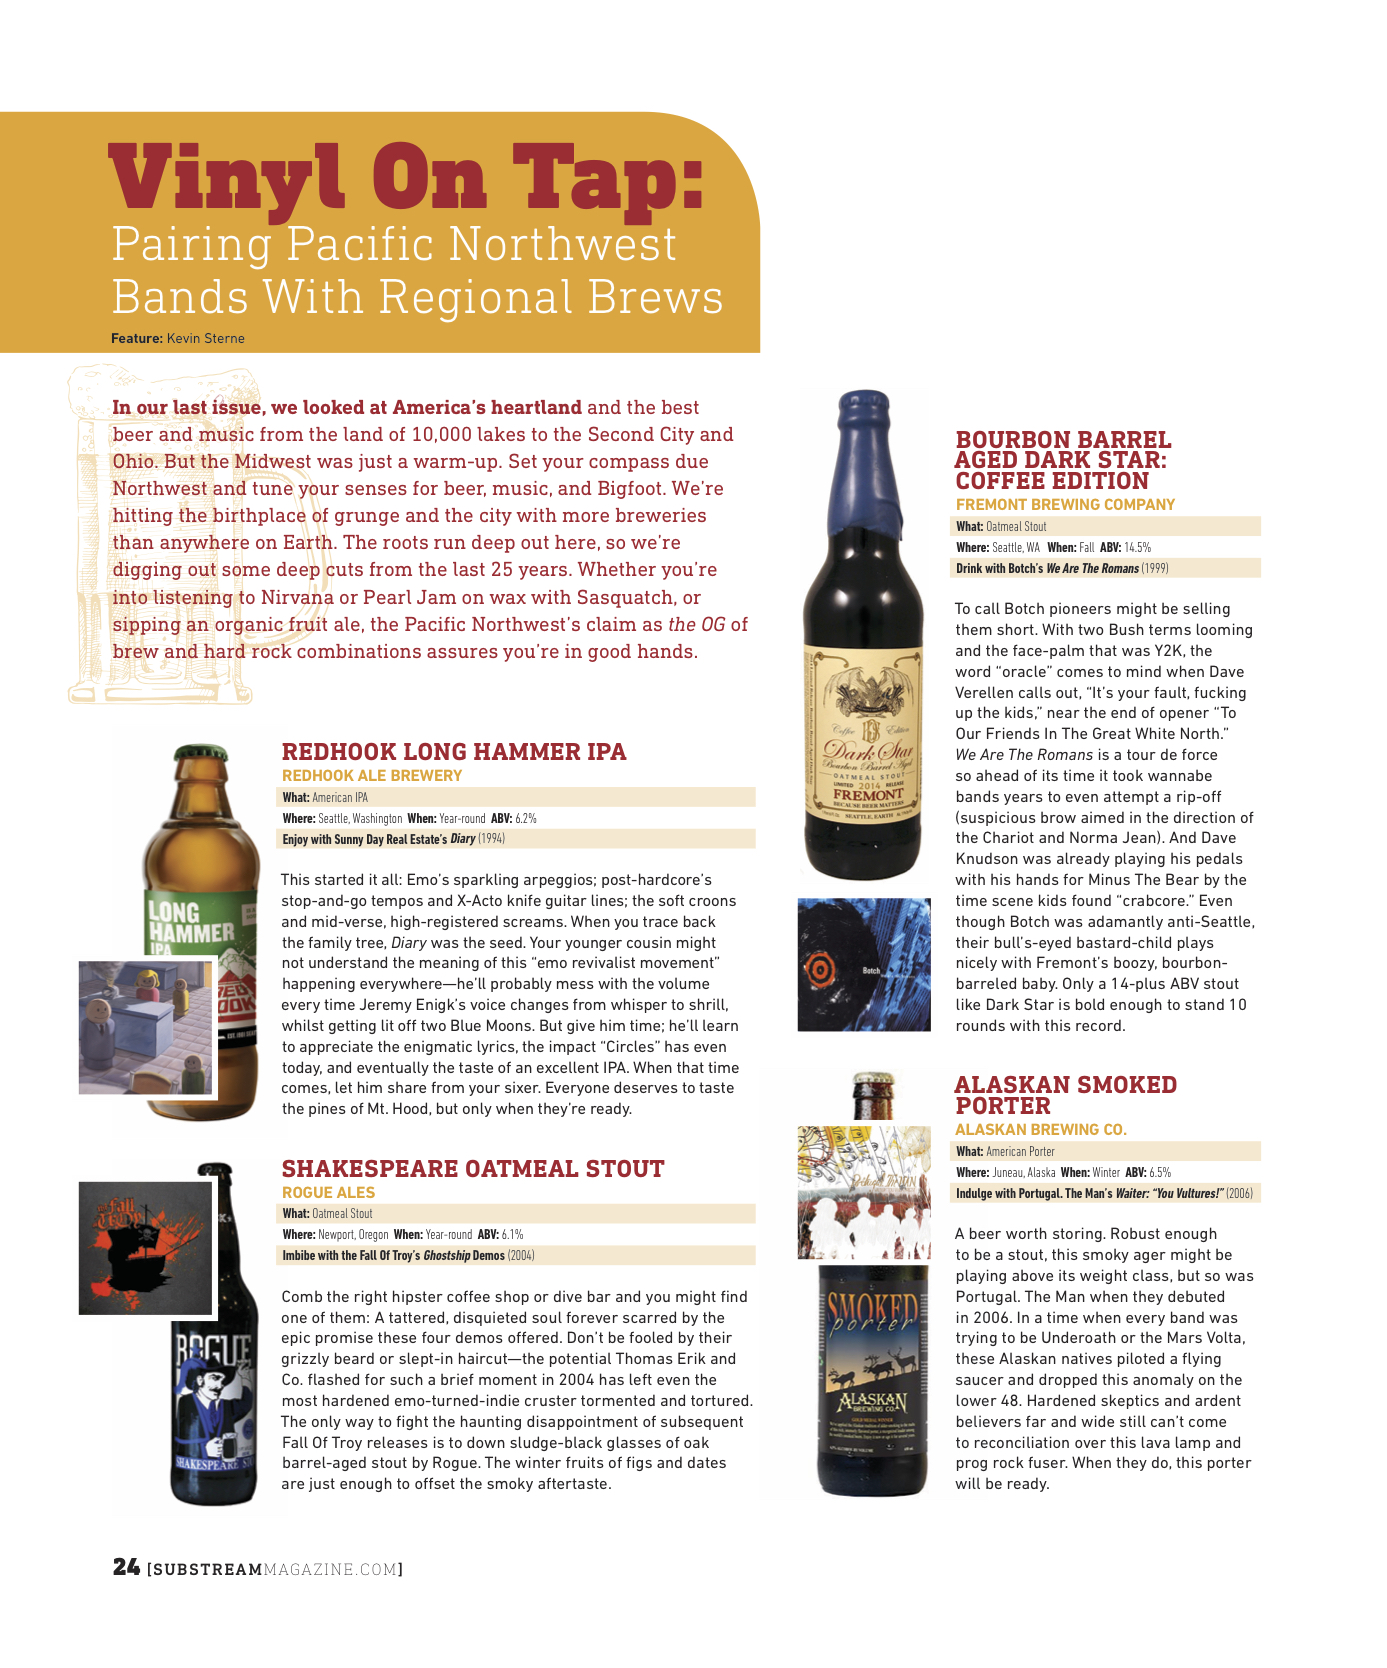 Vinyl On Tap:
Pairing Pacific Northwest
Bands With Regional Brews
Feature: Kevin Sterne
In our last issue, we looked at America's heartland and the best
beer and music from the land of 10,000 lakes to the Second City and
Ohio. But the Midwest was just a warm-up. Set your compass due
Northwest and tune your senses for beer, music, and Bigfoot. We're
hitting the birthplace of grunge and the city with more breweries
than anywhere on Earth. The roots run deep out here, so we're
digging out some deep cuts from the last 25 years. Whether you're
into listening to Nirvana or Pearl Jam on wax with Sasquatch, or
sipping an organic fruit ale, the Pacific Northwest's claim as the OG of
brew and hard rock combinations assures you're in good hands.
REDHOOK LONG HAMMER IPA
REDHOOK ALE BREWERY
What: American IPA
Where: Seattle, Washington When: Year-round ABV: 6.2%
Enjoy with Sunny Day Real Estate's Diary (1994)
This started it all: Emo's sparkling arpeggios; post-hardcore's
stop-and-go tempos and X-Acto knife guitar lines; the soft croons
and mid-verse, high-registered screams. When you trace back
the family tree, Diary was the seed. Your younger cousin might
not understand the meaning of this “emo revivalist movement”
happening everywhere—he'll probably mess with the volume
every time Jeremy Enigk's voice changes from whisper to shrill,
whilst getting lit off two Blue Moons. But give him time; he'll learn
to appreciate the enigmatic lyrics, the impact “Circles” has even
today, and eventually the taste of an excellent IPA. When that time
comes, let him share from your sixer. Everyone deserves to taste
the pines of Mt. Hood, but only when they're ready.
LONG
HAMMER
IPA
SHAKESPEARE OATMEAL STOUT
ROGUE ALES
What: Oatmeal Stout
Where: Newport, Oregon When: Year-round ABV: 6.1%
Imbibe with the Fall Of Troy's Ghostship Demos (2004)
Comb the right hipster coffee shop or dive bar and you might find
one of them: A tattered, disquieted soul forever scarred by the
epic promise these four demos offered. Don't be fooled by their
grizzly beard or slept-in haircut—the potential Thomas Erik and
Co. flashed for such a brief moment in 2004 has left even the
most hardened emo-turned-indie cruster tormented and tortured.
The only way to fight the haunting disappointment of subsequent
Fall Of Troy releases is to down sludge-black glasses of oak
barrel-aged stout by Rogue. The winter fruits of figs and dates
are just enough to offset the smoky aftertaste.
the fall
of TROY
ROGUE
SHAKESPEARE
BOURBON BARREL
AGED DARK STAR:
COFFEE EDITION
FREMONT BREWING COMPANY
What: Oatmeal Stout
Where: Seattle, WA When: Fall ABV: 14.5%
Drink with Botch's We Are The Romans (1999)
To call Botch pioneers might be selling
them short. With two Bush terms looming
and the face-palm that was Y2K, the
word “oracle” comes to mind when Dave
Verellen calls out, “It's your fault, fucking
up the kids,” near the end of opener “To
Our Friends In The Great White North.”
We Are The Romans is a tour de force
so ahead of its time it took wannabe
bands years to even attempt a rip-off
(suspicious brow aimed in the direction of
the Chariot and Norma Jean). And Dave
Knudson was already playing his pedals
with his hands for Minus The Bear by the
time scene kids found “crabcore.” Even
though Botch was adamantly anti-Seattle,
their bull's-eyed bastard-child plays
nicely with Fremont's boozy, bourbon-
barreled baby. Only a 14-plus ABV stout
like Dark Star is bold enough to stand 10
rounds with this record.
Coffee Edition
Dark Star
Bourbon Barrel Aged
OATMEAL STOUT
LIMITED 2014 RELEASE
FREMONT
BECAUSE BEER MATTERS
SEATTLE, EARTH
Botch
ALASKAN SMOKED
PORTER
ALASKAN BREWING CO.
What: American Porter
Where: Juneau, Alaska When: Winter ABV: 6.5%
Indulge with Portugal. The Man's Waiter: “You Vultures!” (2006)
A beer worth storing. Robust enough
to be a stout, this smoky ager might be
playing above its weight class, but so was
Portugal. The Man when they debuted
in 2006. In a time when every band was
trying to be Underoath or the Mars Volta,
these Alaskan natives piloted a flying
saucer and dropped this anomaly on the
lower 48. Hardened skeptics and ardent
believers far and wide still can't come
to reconciliation over this lava lamp and
prog rock fuser. When they do, this porter
will be ready.
SMOKED
porter
ALASKAN
BREWING CO.
24 [SUBSTREAMMAGAZINE.COM]